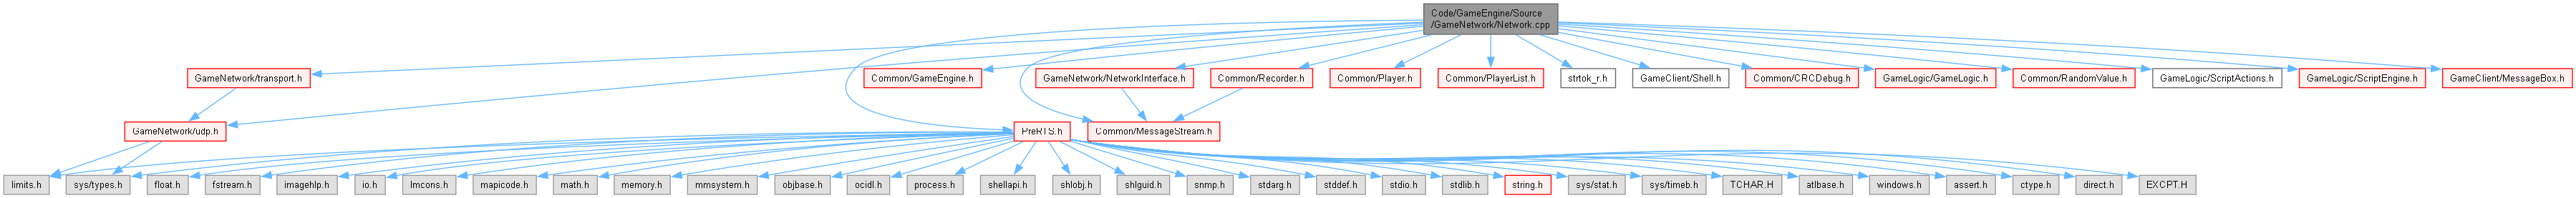 Code/GameEngine/Source
/GameNetwork/Network.cpp
GameNetwork/transport.h
Common/GameEngine.h
GameNetwork/NetworkInterface.h
Common/Recorder.h
Common/Player.h
Common/PlayerList.h
strtok_r.h
GameClient/Shell.h
Common/CRCDebug.h
GameLogic/GameLogic.h
Common/RandomValue.h
GameLogic/ScriptActions.h
GameLogic/ScriptEngine.h
GameClient/MessageBox.h
GameNetwork/udp.h
PreRTS.h
Common/MessageStream.h
limits.h
sys/types.h
float.h
fstream.h
imagehlp.h
io.h
lmcons.h
mapicode.h
math.h
memory.h
mmsystem.h
objbase.h
ocidl.h
process.h
shellapi.h
shlobj.h
shlguid.h
snmp.h
stdarg.h
stddef.h
stdio.h
stdlib.h
string.h
sys/stat.h
sys/timeb.h
TCHAR.H
atlbase.h
windows.h
assert.h
ctype.h
direct.h
EXCPT.H